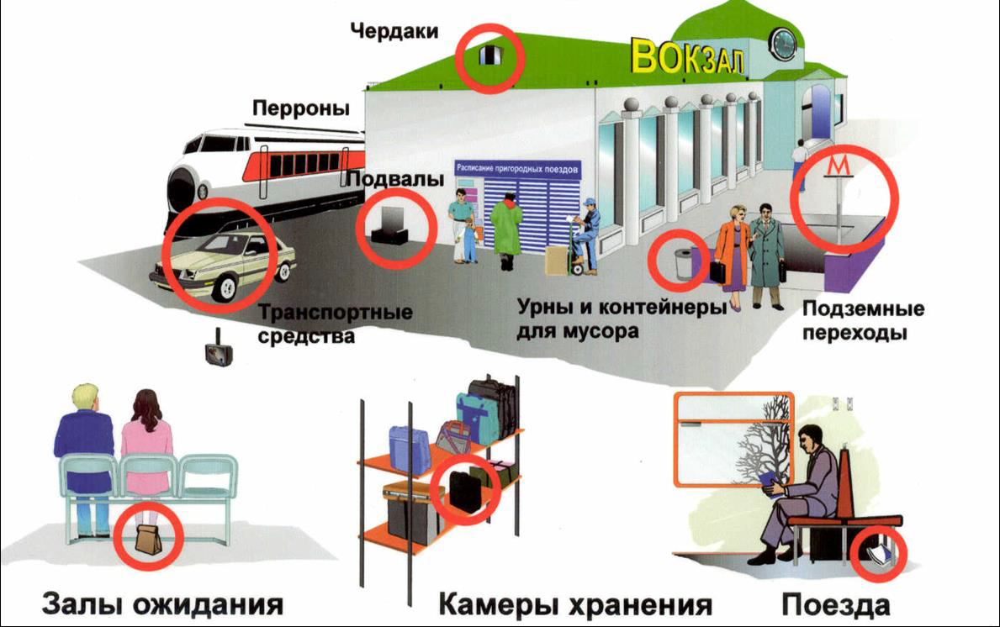 Чердаки
ВОКЗАЛ
Перроны
Подвалы
Расписание пригородных поездов
М
Транспортные
средства
Урны и контейнеры
для мусора
Подземные
переходы
Залы ожидания
Камеры хранения
Поезда